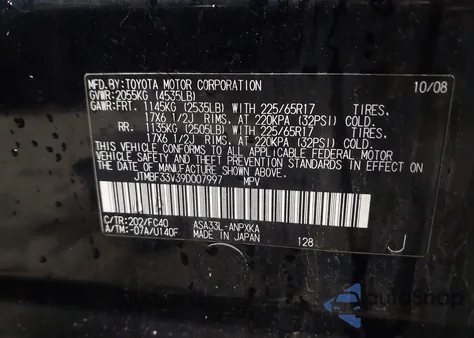 MFD.BY:TOYOTA MOTOR CORPORATION 10/08
GVWR:2055KG (4535LB)
GAWR:FRT. 1145KG (2535LB) WITH 225/65R17 TIRES,
17X6 1/2J RIMS, AT 220KPA (32PSI) COLD.
RR. 1135KG (2505LB) WITH 225/65R17 TIRES,
17X6 1/2J RIMS, AT 220KPA (32PSI) COLD.
THIS VEHICLE CONFORMS TO ALL APPLICABLE FEDERAL MOTOR
VEHICLE SAFETY AND THEFT PREVENTION STANDARDS IN EFFECT ON
THE DATE OF MANUFACTURE SHOWN ABOVE.
JTMBF33V39D007997 MPV
C/TR:202/FC40 ASA33L-ANPXKA
A/TM:-07A/U140F MADE IN JAPAN 128 J
AutoSnap